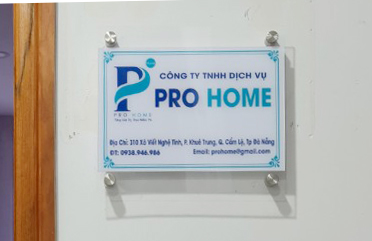 CÔNG TY TNHH DỊCH VỤ
PRO HOME
PRO HOME
Địa Chỉ: 310 Xô Viết Nghệ Tĩnh, P. Khuê Trung, Q. Cẩm Lệ, Tp Đà Nẵng
ĐT: 0938.946.986 Email: prohome@gmail.com